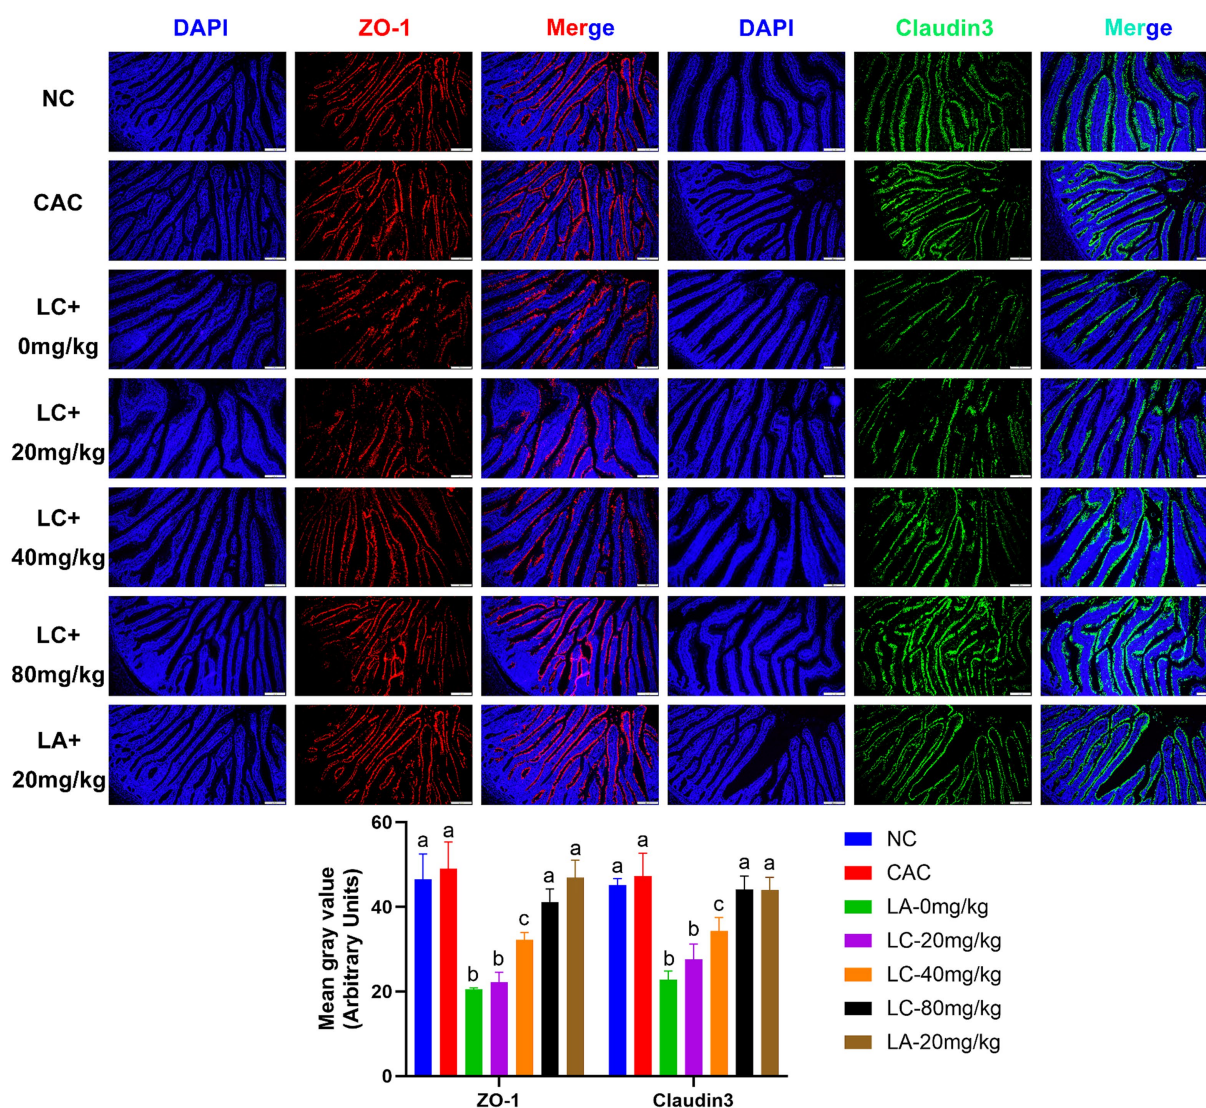 DAPI ZO-1 Merge DAPI Claudin3 Merge
NC
CAC
LC+
0mg/kg
LC+
20mg/kg
LC+
40mg/kg
LC+
80mg/kg
LA+
20mg/kg
Mean gray value
(Arbitrary Units)
60
40
20
0
a a b b c a a
a a b b c a a
ZO-1 Claudin3
NC
CAC
LA-0mg/kg
LC-20mg/kg
LC-40mg/kg
LC-80mg/kg
LA-20mg/kg